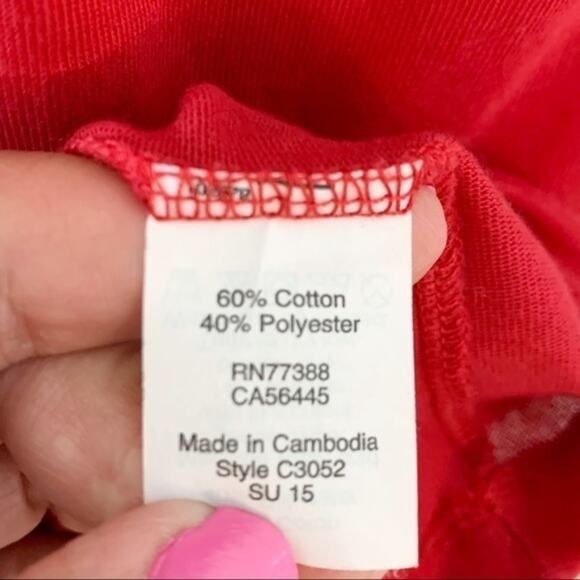 60% Cotton
40% Polyester
RN77388
CA56445
Made in Cambodia
Style C3052
SU 15